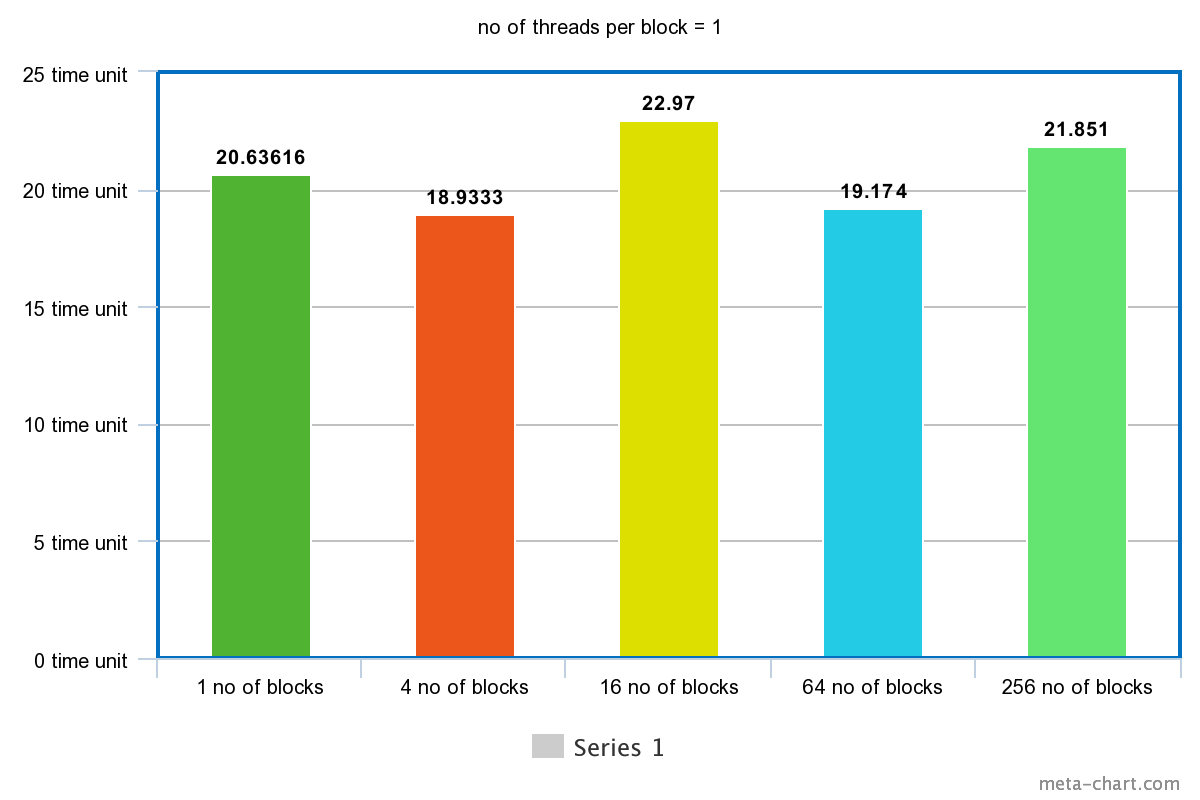 no of threads per block = 1
25 time unit
20 time unit
15 time unit
10 time unit
5 time unit
0 time unit
20.63616
18.9333
22.97
19.174
21.851
1 no of blocks
4 no of blocks
16 no of blocks
64 no of blocks
256 no of blocks
Series 1
meta-chart.com